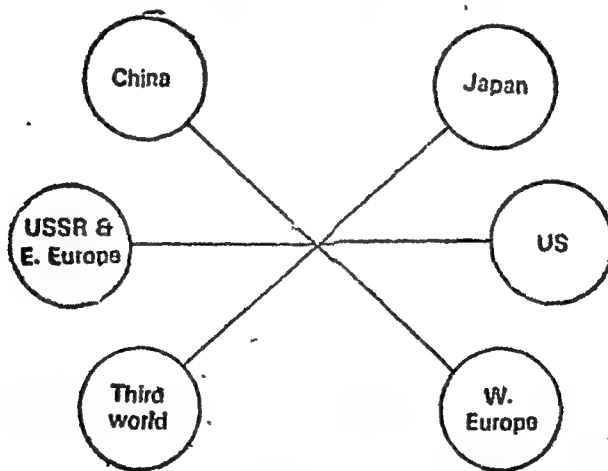 China
Japan
USSR &
E. Europe
US
Third
world
W.
Europe